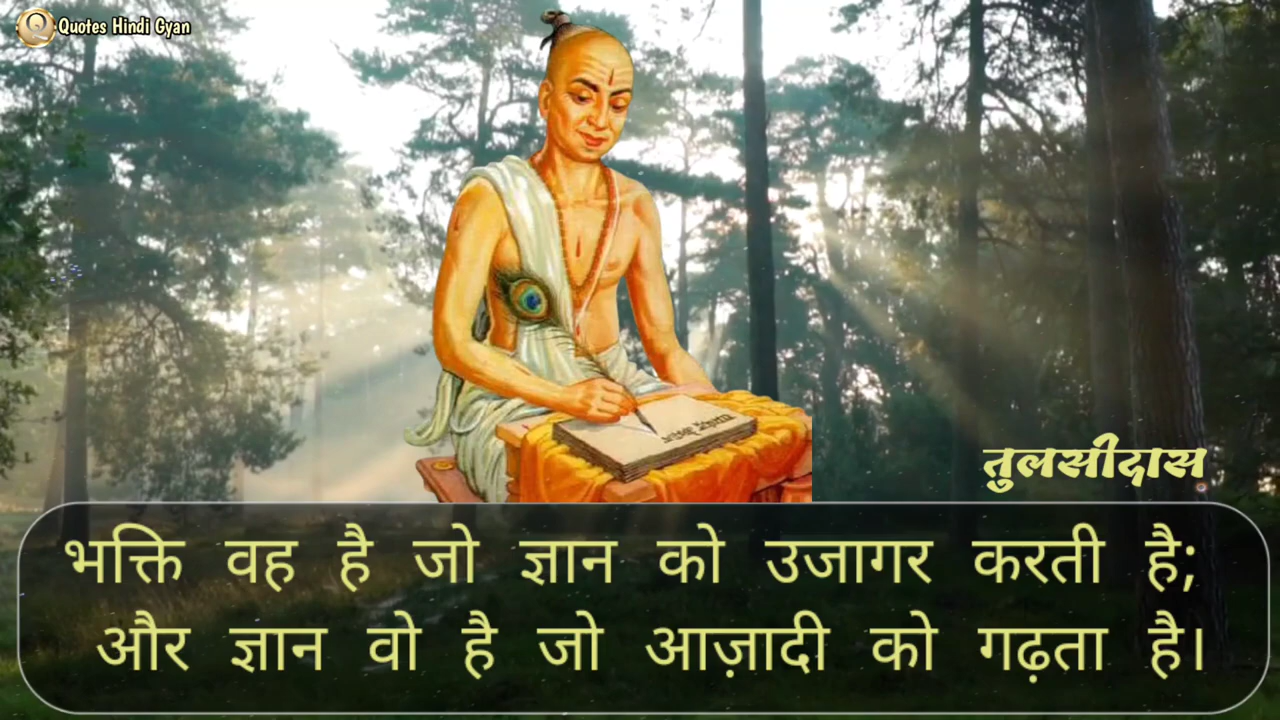 Quotes Hindi Gyan
तुलसीदास
भक्ति वह है जो ज्ञान को उजागर करती है;
और ज्ञान वो है जो आज़ादी को गढ़ता है।